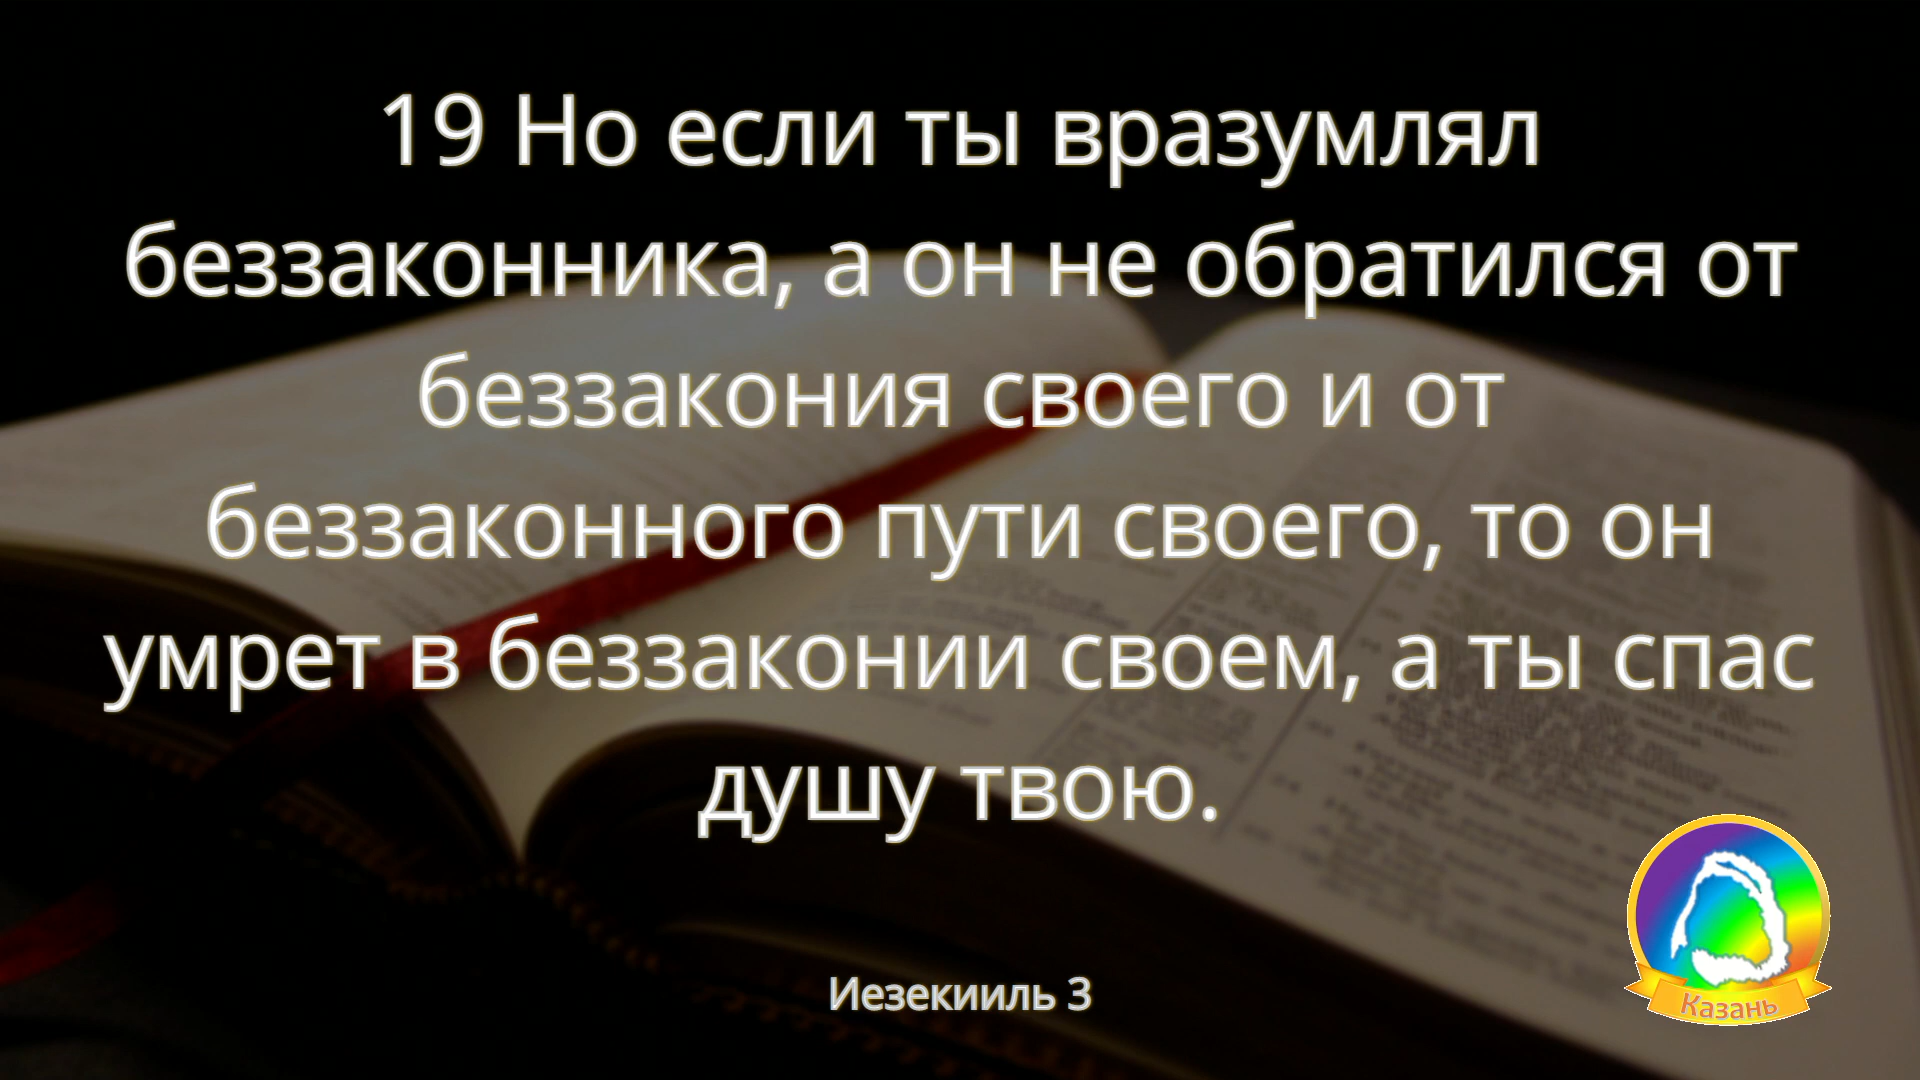 19 Но если ты вразумлял
беззаконника, а он не обратился от
беззакония своего и от
беззаконного пути своего, то он
умрет в беззаконии своем, а ты спас
душу твою.
Иезекииль 3
Казань